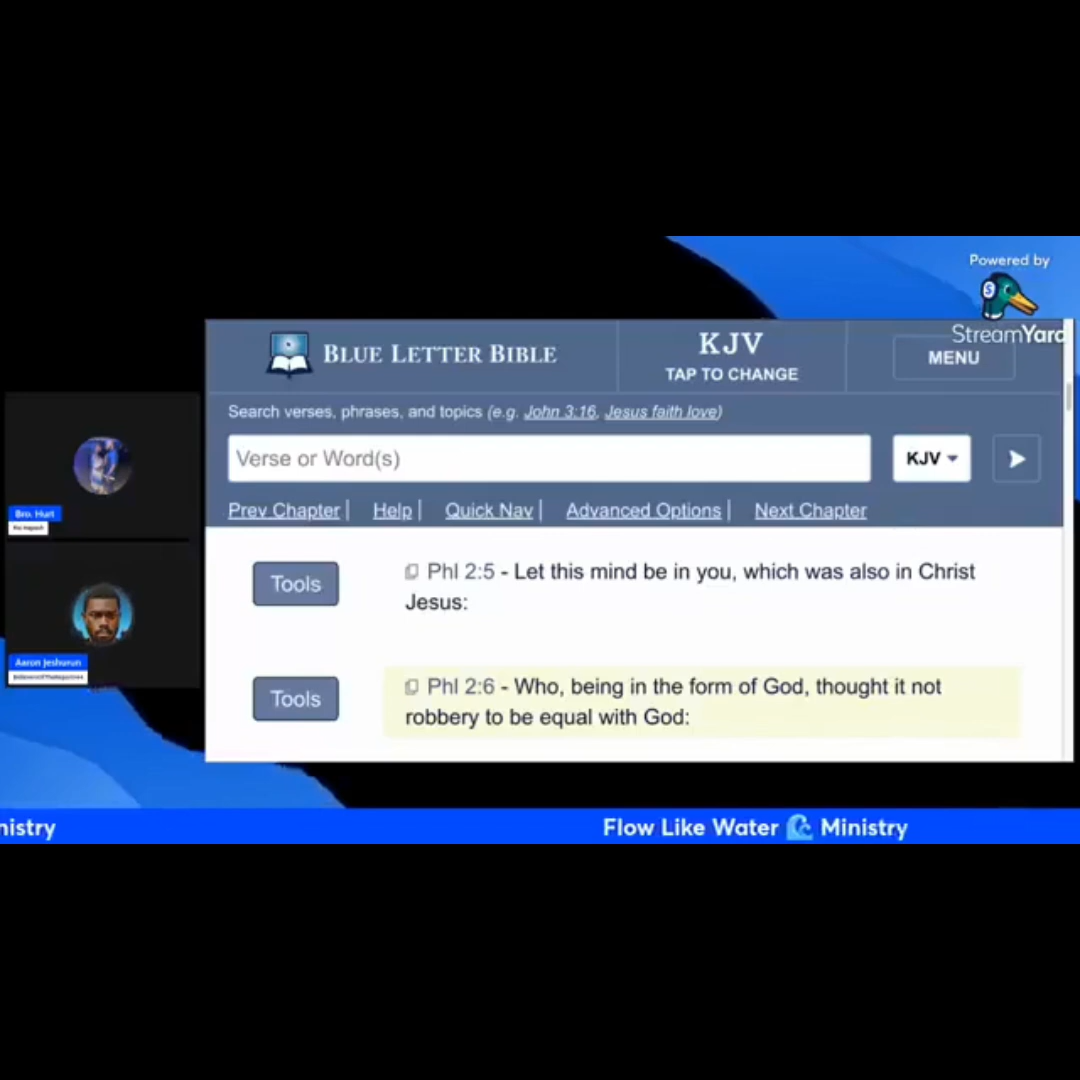 Powered by
StreamYard
BLUE LETTER BIBLE
KJV
TAP TO CHANGE
MENU
Search verses, phrases, and topics (e.g. John 3:16, Jesus faith love)
Verse or Word(s)
KJV
Prev Chapter | Help | Quick Nav | Advanced Options | Next Chapter
Bro. Hurt
Tools
Phl 2:5 - Let this mind be in you, which was also in Christ
Jesus:
Aaron Jeshurun
Tools
Phl 2:6 - Who, being in the form of God, thought it not
robbery to be equal with God:
nistry
Flow Like Water 🌊 Ministry